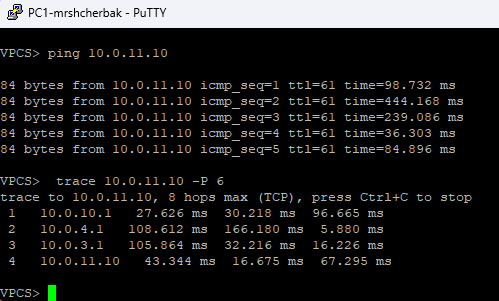 PC1-mrshcherbak - PuTTY
VPCS> ping 10.0.11.10
84 bytes from 10.0.11.10 icmp_seq=1 ttl=61 time=98.732 ms
84 bytes from 10.0.11.10 icmp_seq=2 ttl=61 time=444.168 ms
84 bytes from 10.0.11.10 icmp_seq=3 ttl=61 time=239.086 ms
84 bytes from 10.0.11.10 icmp_seq=4 ttl=61 time=36.303 ms
84 bytes from 10.0.11.10 icmp_seq=5 ttl=61 time=84.896 ms
VPCS>  trace 10.0.11.10 -P 6
trace to 10.0.11.10, 8 hops max (TCP), press Ctrl+C to stop
1   10.0.10.1   27.626 ms  30.218 ms  96.665 ms
2   10.0.4.1   108.612 ms  166.180 ms  5.880 ms
3   10.0.3.1   105.864 ms  32.216 ms  16.226 ms
4   10.0.11.10   43.344 ms  16.675 ms  67.295 ms
VPCS>